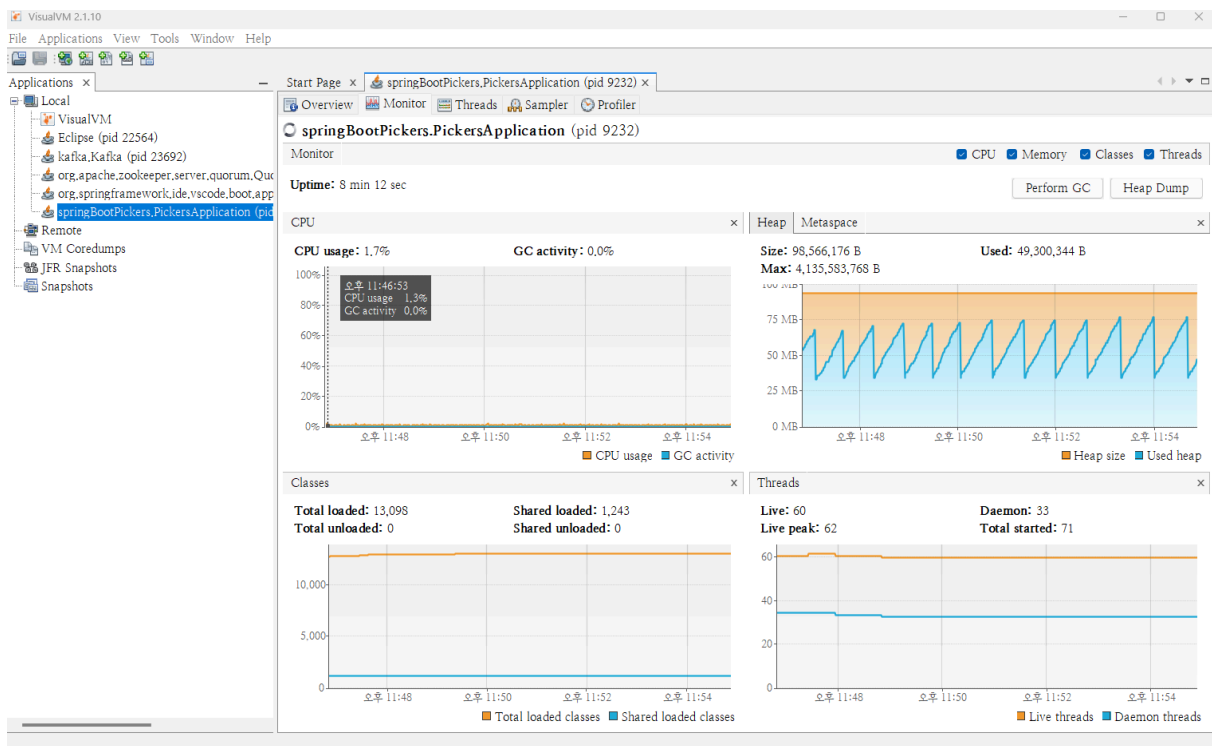 VisualVM 2.1.10
File Applications View Tools Window Help
Applications
Start Page
springBootPickers.PickersApplication (pid 9232)
Local
VisualVM
Eclipse (pid 22564)
kafka.Kafka (pid 23692)
org.apache.zookeeper.server.quorum.Quo
org.springframework.ide.vscode.boot.app
springBootPickers.PickersApplication (pid
Remote
VM Coredumps
JFR Snapshots
Snapshots
Overview Monitor Threads Sampler Profiler
springBootPickers.PickersApplication (pid 9232)
Monitor
CPU Memory Classes Threads
Uptime: 8 min 12 sec
Perform GC Heap Dump
CPU
CPU usage: 1.7% GC activity: 0.0%
100%
80%
60%
40%
20%
0%
오후 11:46:53
CPU usage 1.3%
GC activity 0.0%
오후 11:48 오후 11:50 오후 11:52 오후 11:54
CPU usage GC activity
Heap Metaspace
Size: 98,566,176 B Used: 49,300,344 B
Max: 4,135,583,768 B
100 MB
75 MB
50 MB
25 MB
0 MB
오후 11:48 오후 11:50 오후 11:52 오후 11:54
Heap size Used heap
Classes
Total loaded: 13,098 Shared loaded: 1,243
Total unloaded: 0 Shared unloaded: 0
10,000
5,000
0
오후 11:48 오후 11:50 오후 11:52 오후 11:54
Total loaded classes Shared loaded classes
Threads
Live: 60 Daemon: 33
Live peak: 62 Total started: 71
60
40
20
0
오후 11:48 오후 11:50 오후 11:52 오후 11:54
Live threads Daemon threads